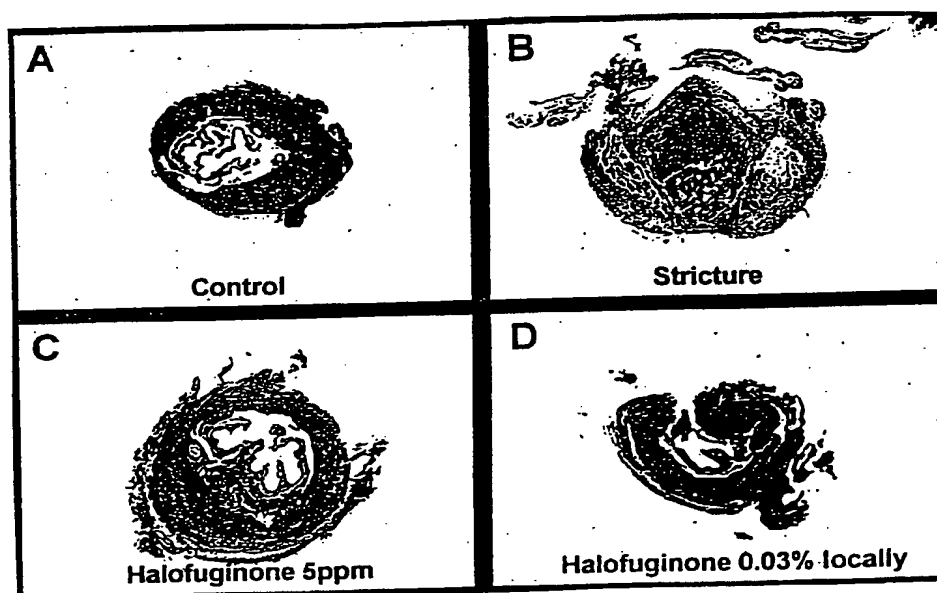 A
B
Control
Stricture
C
D
Halofuginone 5ppm
Halofuginone 0.03% locally